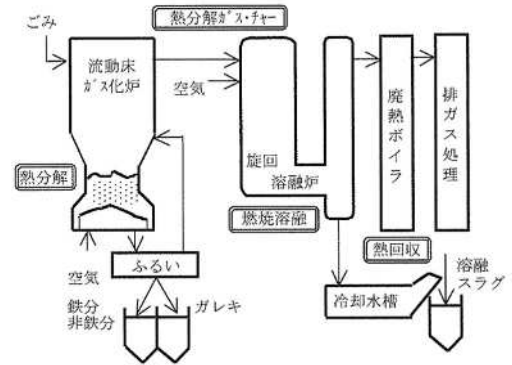 ごみ
熱分解ｶﾞｽ・ﾁｬｰ
流動床
ｶﾞｽ化炉
空気
廃熱ボイラ
排ガス処理
熱分解
旋回
溶融炉
燃焼溶融
熱回収
空気
ふるい
冷却水槽
溶融
スラグ
鉄分
非鉄分
ガレキ